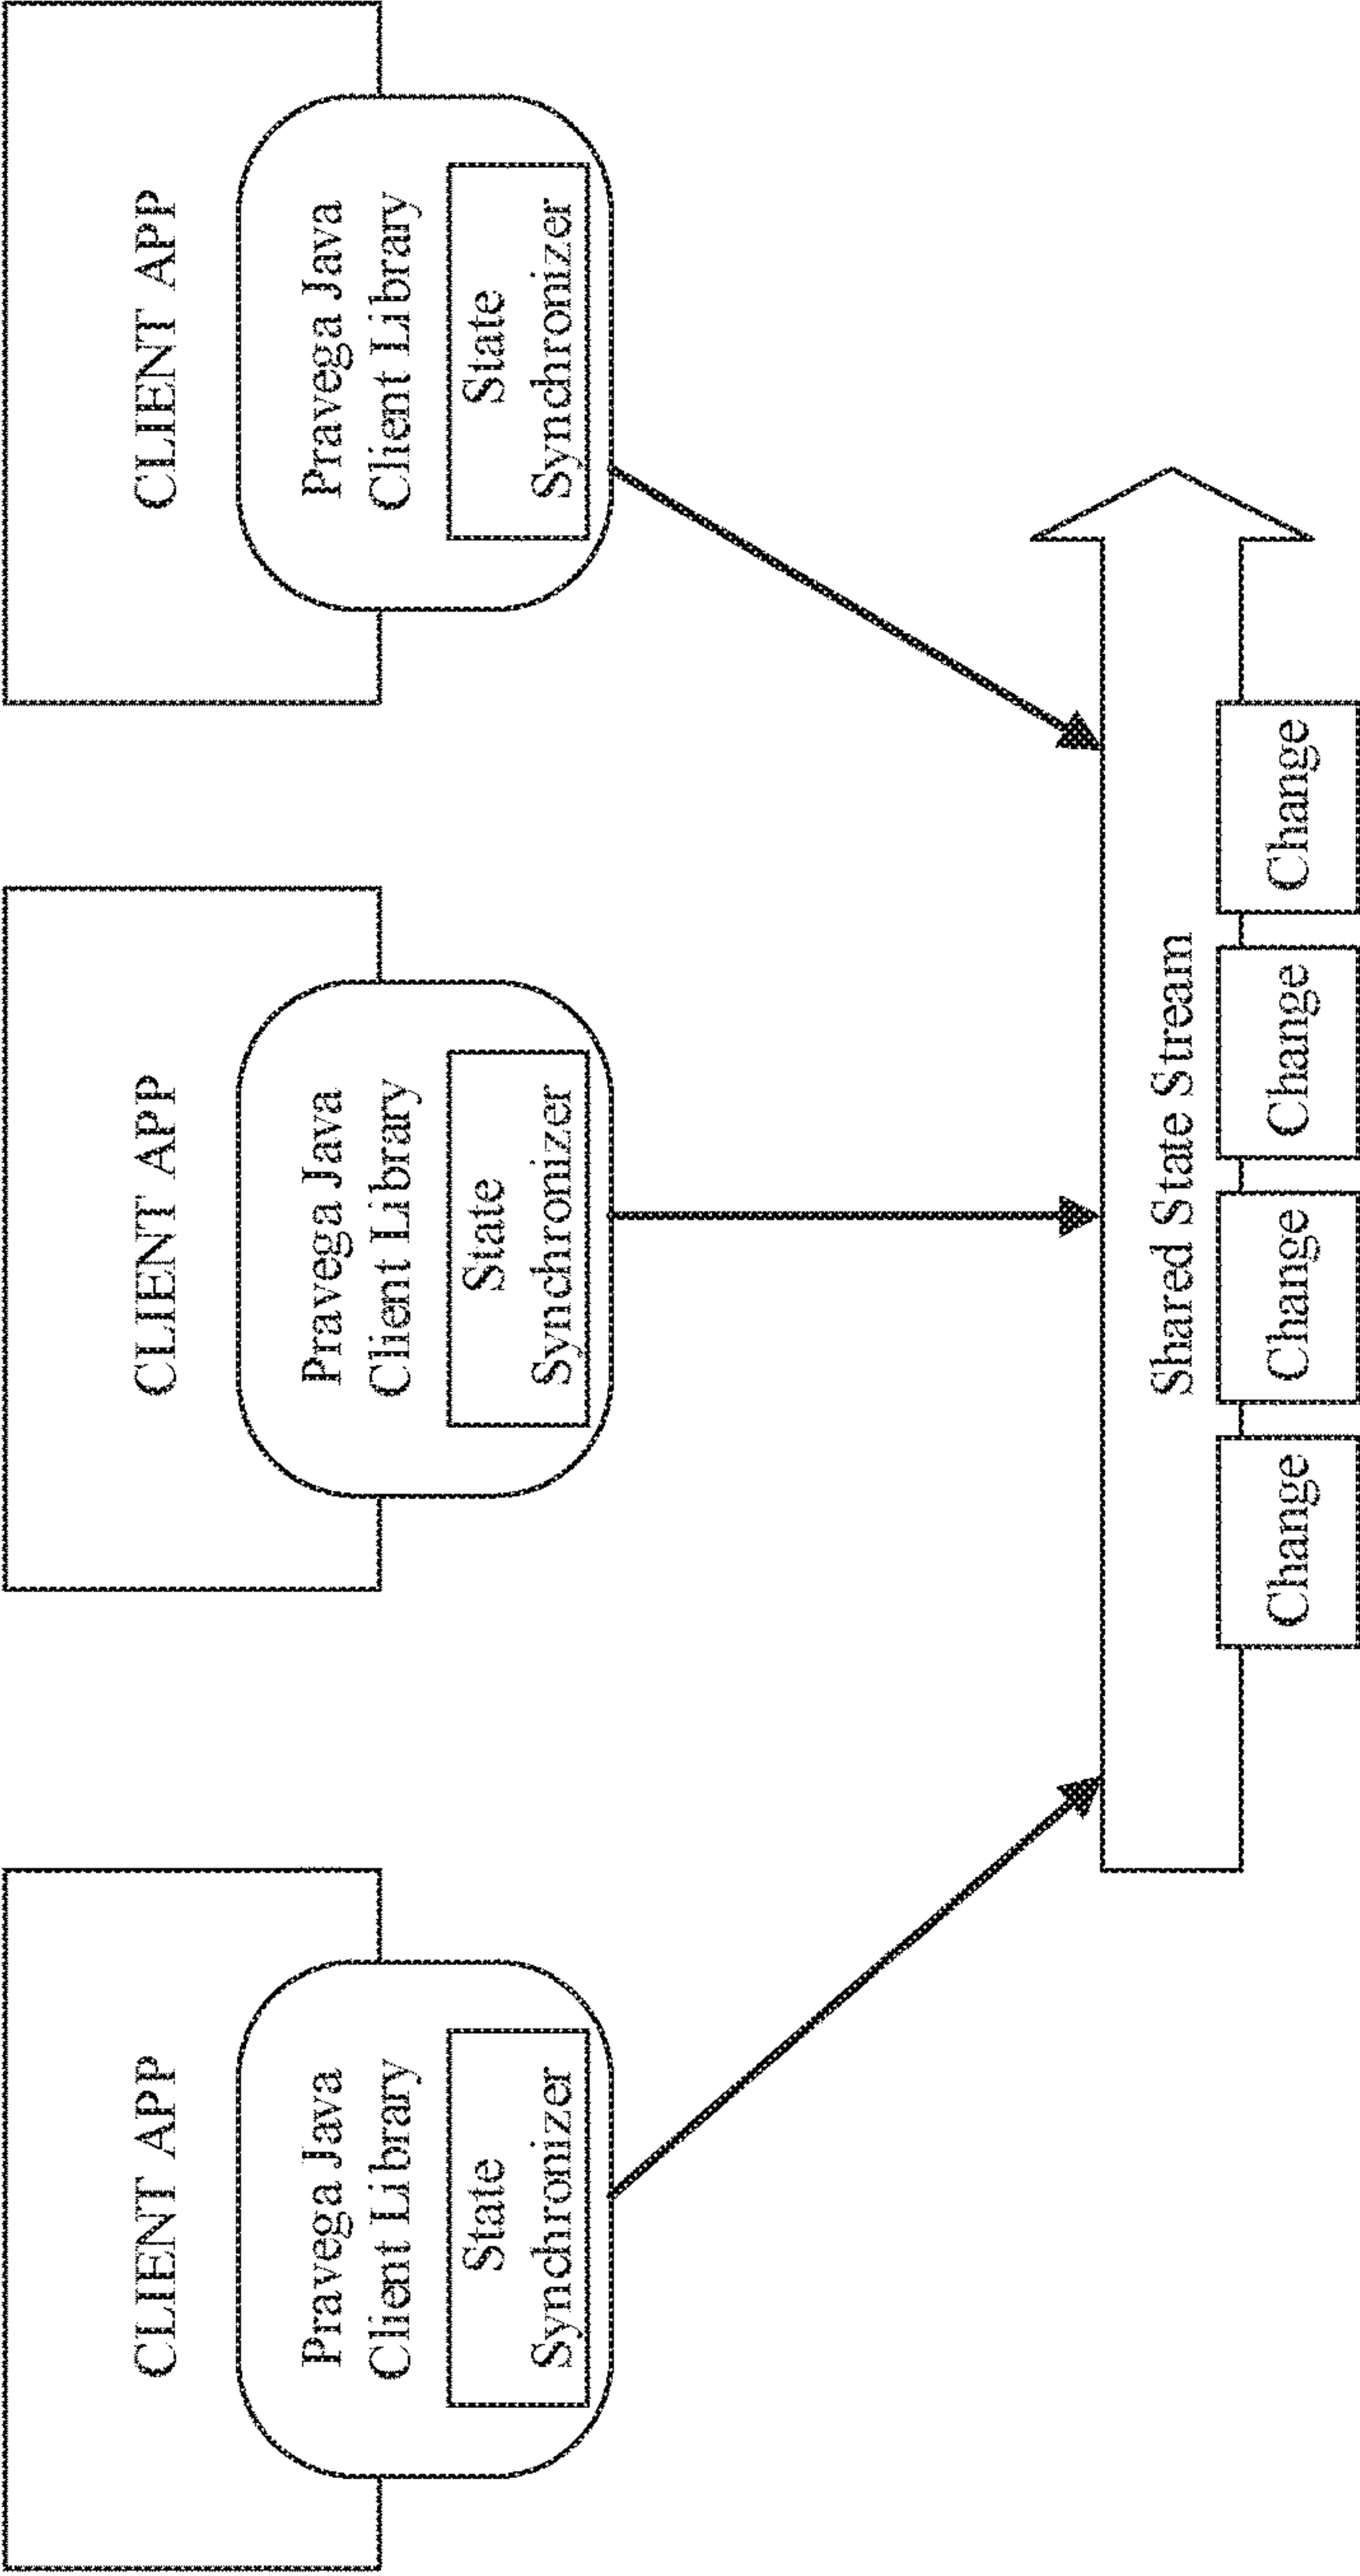 CLIENT APP
Pravega Java
Client Library
State
Synchronizer
CLIENT APP
Pravega Java
Client Library
State
Synchronizer
CLIENT APP
Pravega Java
Client Library
State
Synchronizer
Shared State Stream
Change
Change
Change
Change